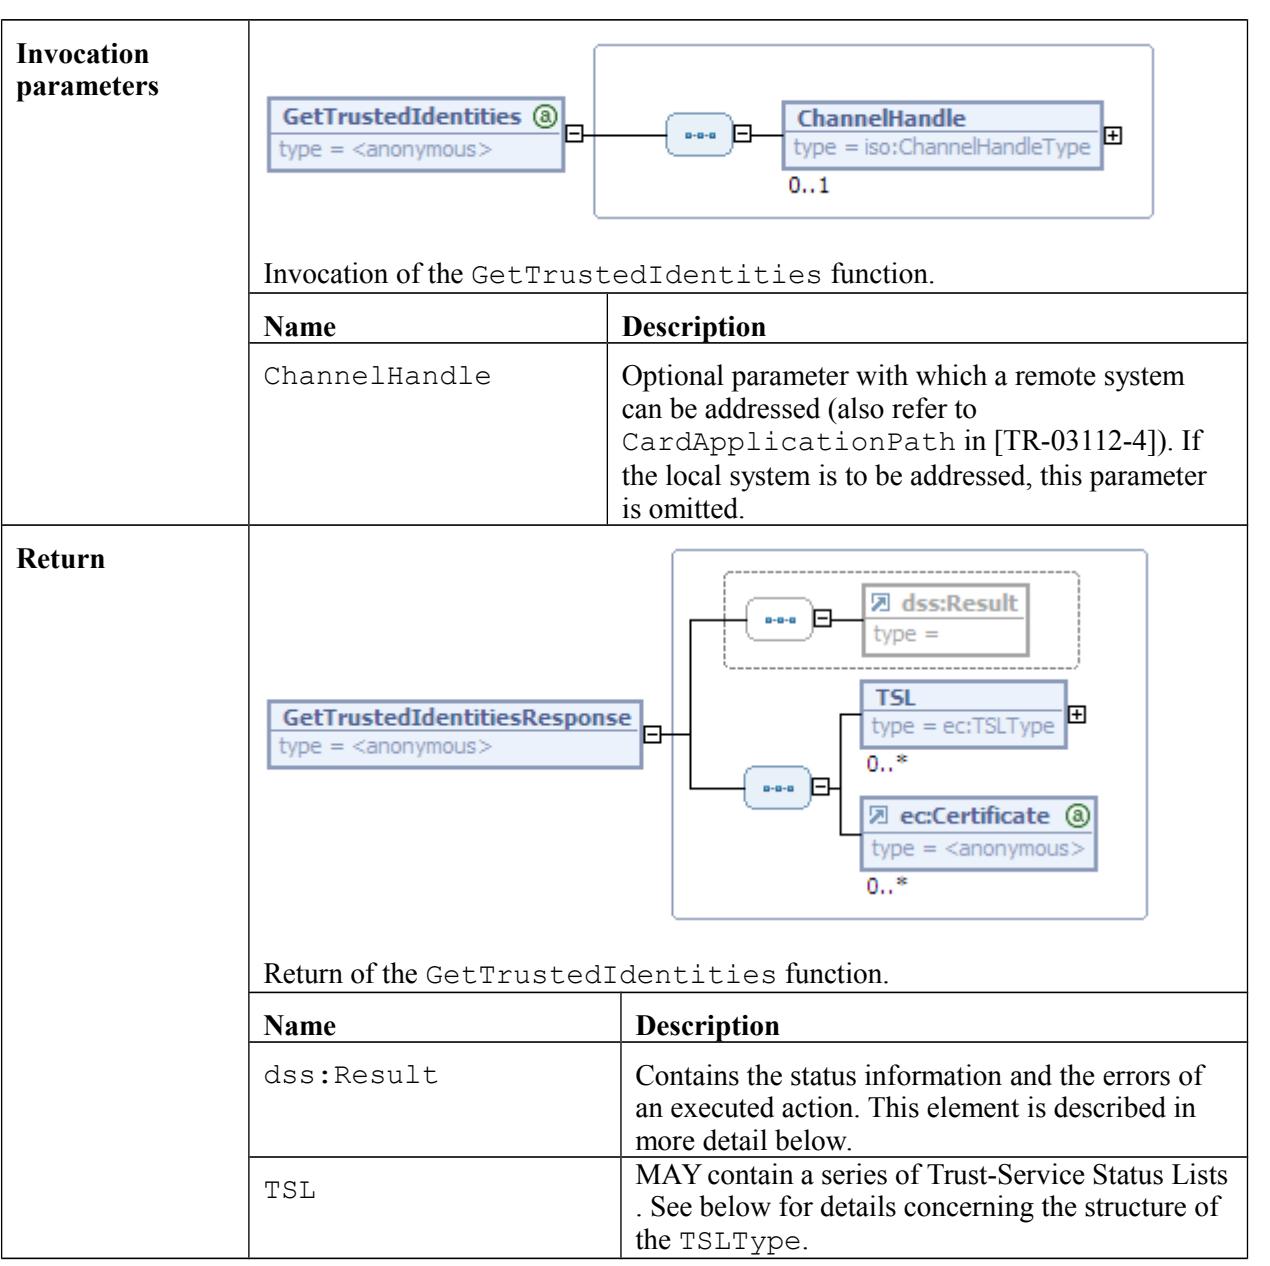 Invocation
parameters
GetTrustedIdentities a
type = <anonymous>
ChannelHandle
type = iso:ChannelHandleType
0..1
Invocation of the GetTrustedIdentities function.
Name Description
ChannelHandle Optional parameter with which a remote system
can be addressed (also refer to
CardApplicationPath in [TR-03112-4]). If
the local system is to be addressed, this parameter
is omitted.
Return
dss:Result
type =
TSL
type = ec:TSLType
0..*
GetTrustedIdentitiesResponse
type = <anonymous>
ec:Certificate a
type = <anonymous>
0..*
Return of the GetTrustedIdentities function.
Name Description
dss:Result Contains the status information and the errors of
an executed action. This element is described in
more detail below.
TSL MAY contain a series of Trust-Service Status Lists
. See below for details concerning the structure of
the TSLType.